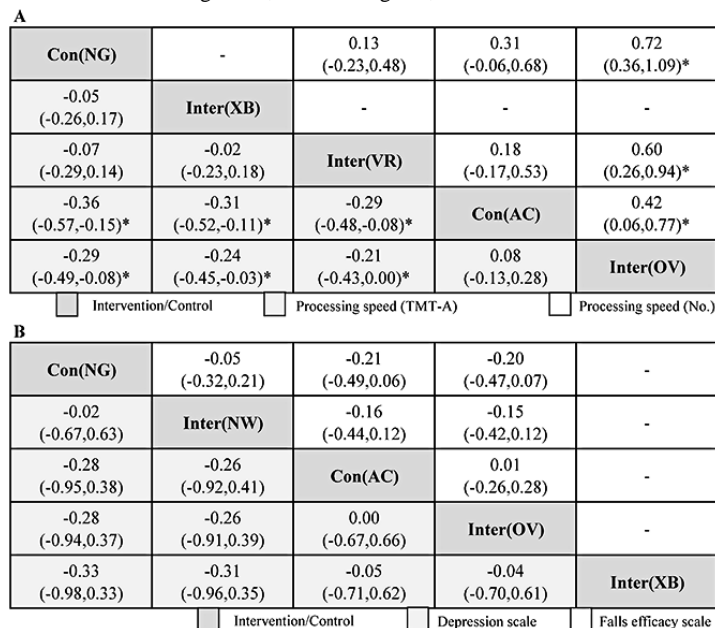 A
Con(NG) - 0.13 0.31 0.72
(-0.23,0.48) (-0.06,0.68) (0.36,1.09)*
-0.05 Inter(XB) - - -
(-0.26,0.17)
-0.07 -0.02 Inter(VR) 0.18 0.60
(-0.29,0.14) (-0.23,0.18) (-0.17,0.53) (0.26,0.94)*
-0.36 -0.31 -0.29 Con(AC) 0.42
(-0.57,-0.15)* (-0.52,-0.11)* (-0.48,-0.08)* (0.06,0.77)*
-0.29 -0.24 -0.21 0.08 Inter(OV)
(-0.49,-0.08)* (-0.45,-0.03)* (-0.43,0.00)* (-0.13,0.28)
Intervention/Control Processing speed (TMT-A) Processing speed (No.)
B
Con(NG) -0.05 -0.21 -0.20 -
(-0.32,0.21) (-0.49,0.06) (-0.47,0.07)
-0.02 Inter(NW) -0.16 -0.15 -
(-0.67,0.63) (-0.44,0.12) (-0.42,0.12)
-0.28 -0.26 Con(AC) 0.01 -
(-0.95,0.38) (-0.92,0.41) (-0.26,0.28)
-0.28 -0.26 0.00 Inter(OV) -
(-0.94,0.37) (-0.91,0.39) (-0.67,0.66)
-0.33 -0.31 -0.05 -0.04 Inter(XB)
(-0.98,0.33) (-0.96,0.35) (-0.71,0.62) (-0.70,0.61)
Intervention/Control Depression scale Falls efficacy scale